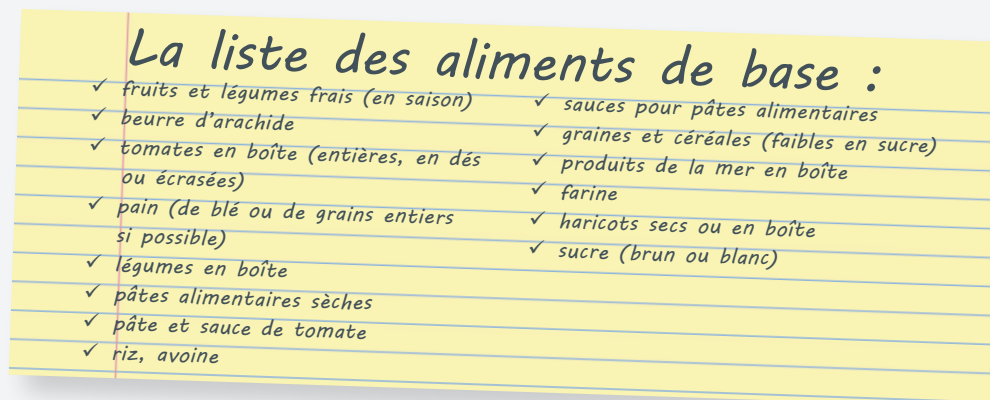 La liste des aliments de base :
✓ fruits et légumes frais (en saison)
✓ beurre d'arachide
✓ tomates en boîte (entières, en dés
ou écrasées)
✓ pain (de blé ou de grains entiers
si possible)
✓ légumes en boîte
✓ pâtes alimentaires sèches
✓ pâte et sauce de tomate
✓ riz, avoine
✓ sauces pour pâtes alimentaires
✓ graines et céréales (faibles en sucre)
✓ produits de la mer en boîte
✓ farine
✓ haricots secs ou en boîte
✓ sucre (brun ou blanc)